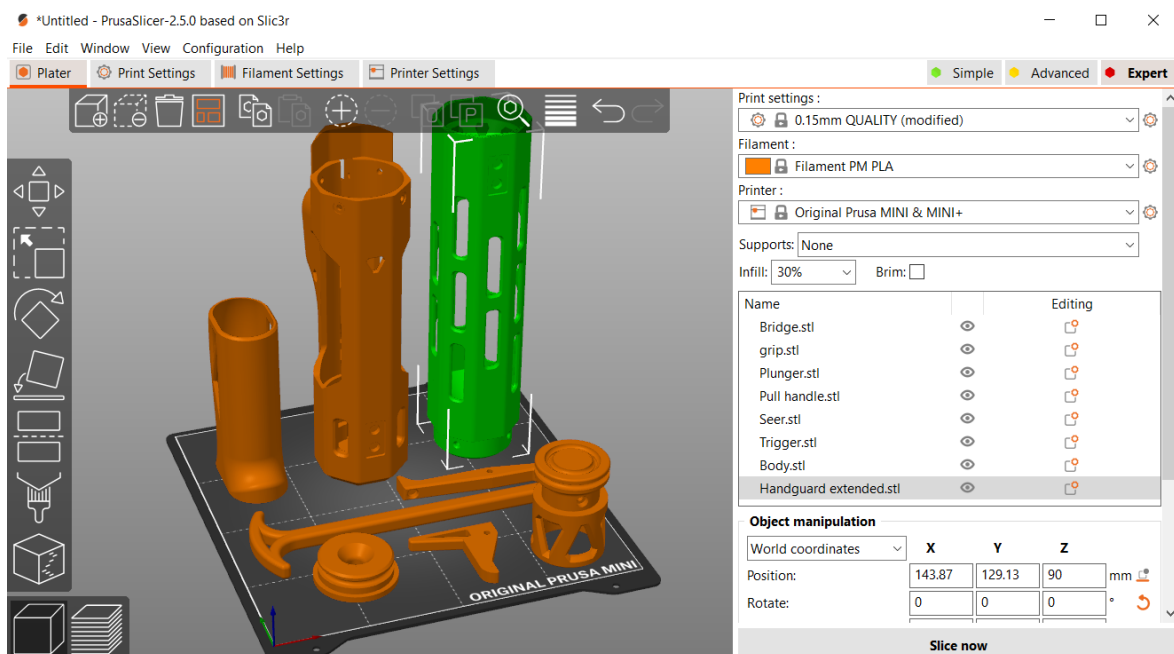 *Untitled - PrusaSlicer-2.5.0 based on Slic3r
File Edit Window View Configuration Help
Plater Print Settings Filament Settings Printer Settings Simple Advanced Expert
Print settings :
0.15mm QUALITY (modified)
Filament :
Filament PM PLA
Printer :
Original Prusa MINI & MINI+
Supports: None
Infill: 30% Brim:
Name Editing
Bridge.stl
grip.stl
Plunger.stl
Pull handle.stl
Seer.stl
Trigger.stl
Body.stl
Handguard extended.stl
Object manipulation
World coordinates X Y Z
Position: 143.87 129.13 90 mm
Rotate: 0 0 0 °
Slice now
ORIGINAL PRUSA MINI